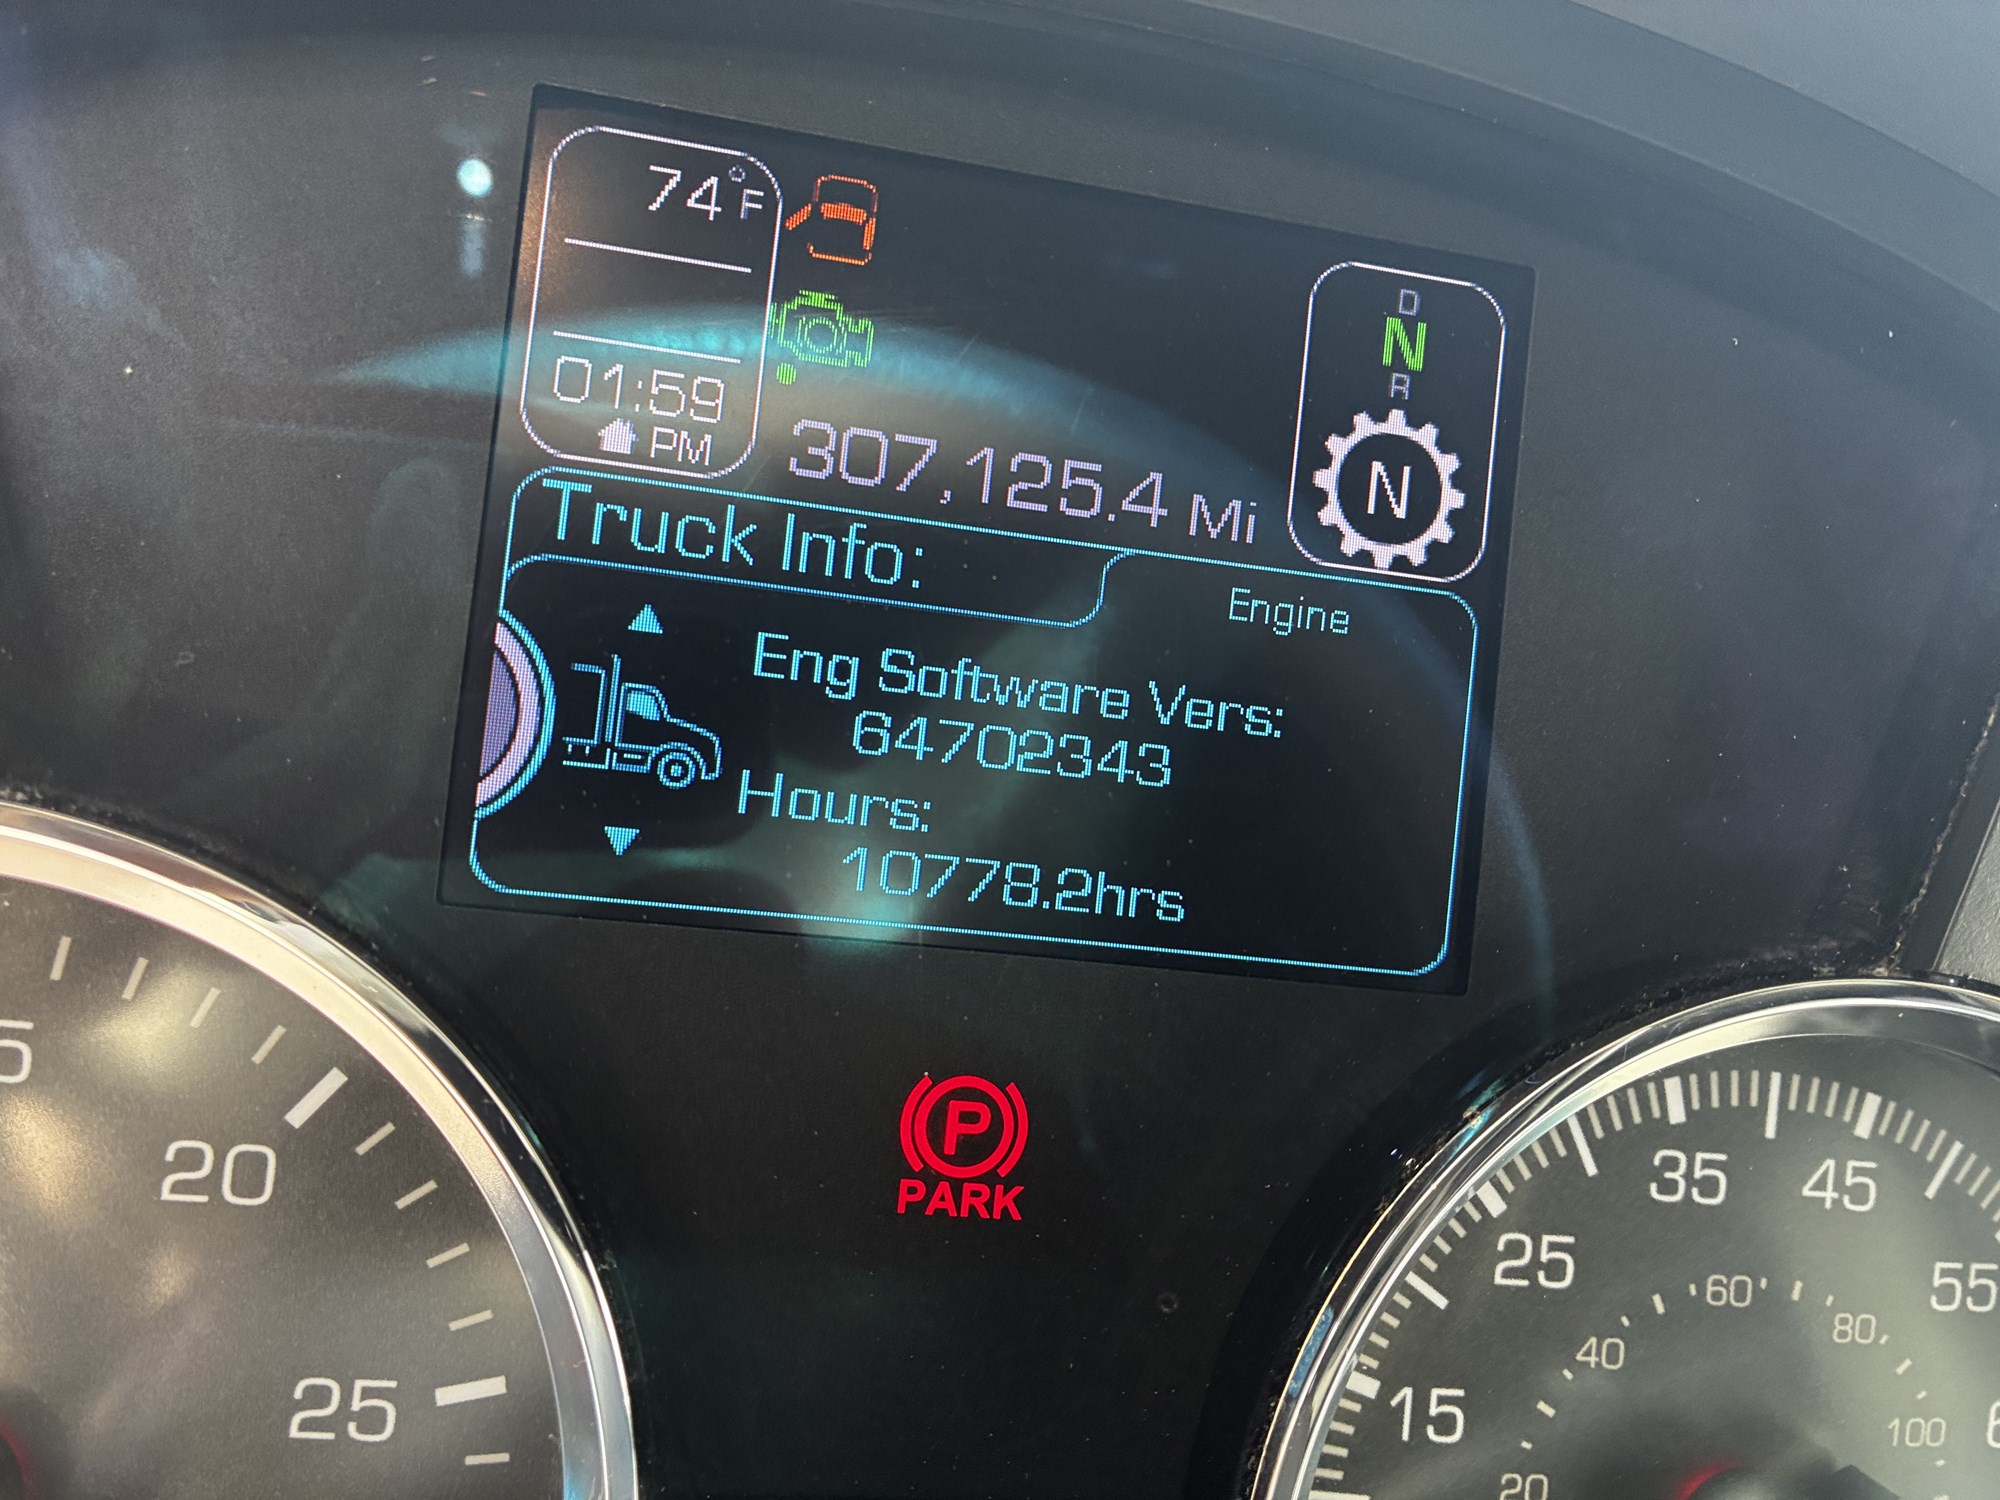 74°F
01:59
PM
307,125.4 Mi
D
N
R
N
Truck Info:
Engine
Eng Software Vers:
64702343
Hours:
10778.2hrs
P
PARK
20
25
15
25
35
45
55
20
40
60
80
100